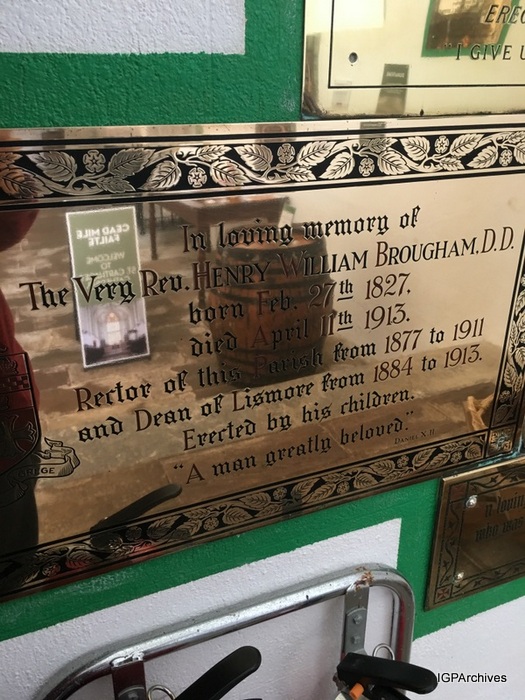 EREC
I GIVE U
In loving memory of
The Very Rev. HENRY WILLIAM BROUGHAM, D.D.
born Feb. 27th 1827.
died April 11th 1913.
Rector of this Parish from 1877 to 1911
and Dean of Lismore from 1884 to 1913.
Erected by his children.
"A man greatly beloved."
DANIEL X. 11
CEAD MILE
FAILTE
WELCOME
TO
IGPArchives